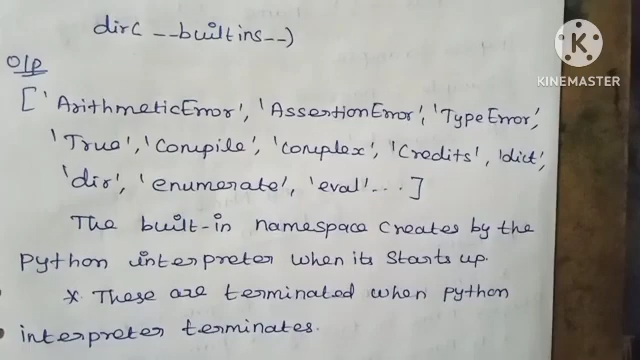 dir( __builtins__)
O/p
['ArithmeticError', 'AssertionError', 'TypeError',
'True', 'Compile', 'complex', 'Credits', 'dict',
'dir', 'enumerate', 'eval'...]
The built-in namespace creates by the
Python interpreter when its starts up.
* These are terminated when python
interpreter terminates.
KINEMASTER